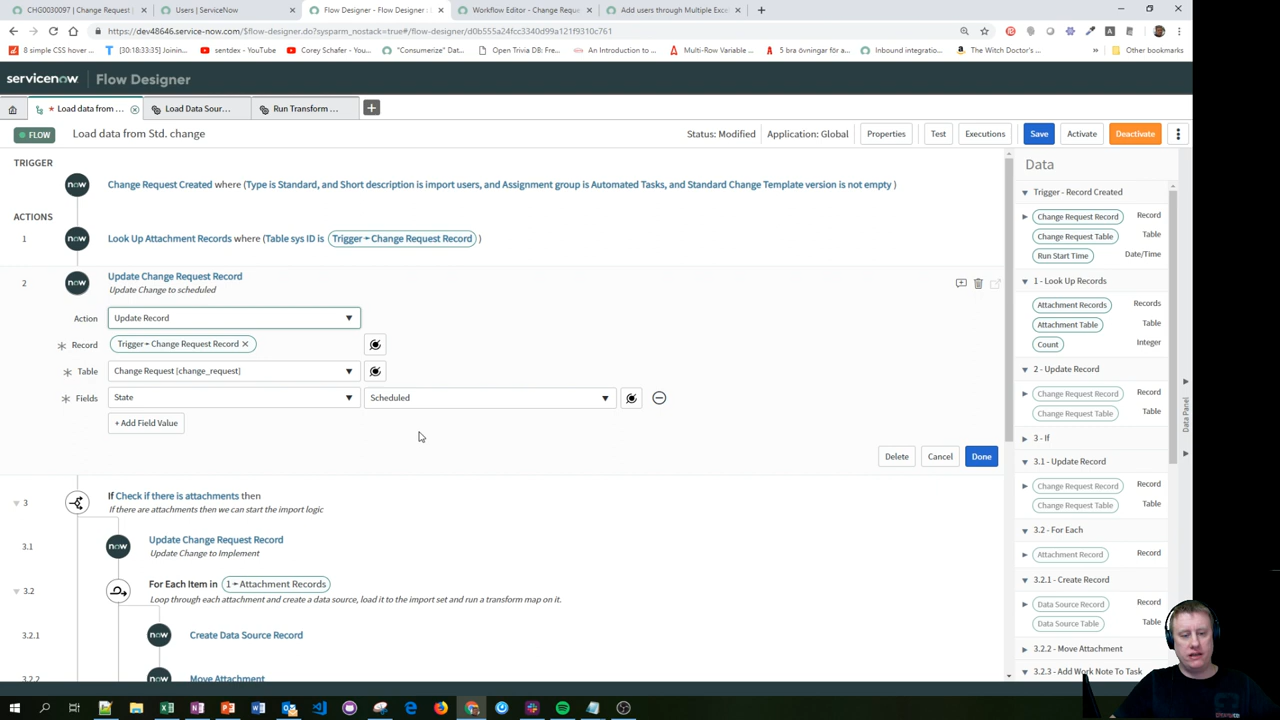 CHG0030097 | Change Request |
Users | ServiceNow
Flow Designer - Flow Designer : S
Workflow Editor - Change Reque
Add users through Multiple Exce
https://dev48646.service-now.com/$flow-designer.do?sysparm_nostack=true#/flow-designer/d0b555a24fcc3340d99a121f9310c761
8 simple CSS hover
[30:18:33:35] Joinin...
sentdex - YouTube
Corey Schafer - You...
"Consumerize" Dat...
Open Trivia DB: Fre...
An Introduction to
Multi-Row Variable
5 bra övningar för a...
Inbound integratio...
The Witch Doctor's...
Other bookmarks
servicenow Flow Designer
* Load data from ...
Load Data Sour...
Run Transform ...
FLOW
Load data from Std. change
Status: Modified
Application: Global
Properties
Test
Executions
Save
Activate
Deactivate
TRIGGER
now Change Request Created where (Type is Standard, and Short description is import users, and Assignment group is Automated Tasks, and Standard Change Template version is not empty )
ACTIONS
1 now Look Up Attachment Records where (Table sys ID is Trigger ➛ Change Request Record )
2 now Update Change Request Record
Update Change to scheduled
Action Update Record
Record Trigger ➛ Change Request Record
Table Change Request [change_request]
Fields State Scheduled
+ Add Field Value
Delete Cancel Done
3 If Check if there is attachments then
If there are attachments then we can start the import logic
3.1 now Update Change Request Record
Update Change to Implement
3.2 For Each Item in 1 ➛ Attachment Records
Loop through each attachment and create a data source, load it to the import set and run a transform map on it.
3.2.1 now Create Data Source Record
3.2.2 now Move Attachment
Data
Trigger - Record Created
Change Request Record Record
Change Request Table Table
Run Start Time Date/Time
1 - Look Up Records
Attachment Records Records
Attachment Table Table
Count Integer
2 - Update Record
Change Request Record Record
Change Request Table Table
3 - If
3.1 - Update Record
Change Request Record Record
Change Request Table Table
3.2 - For Each
Attachment Record Record
3.2.1 - Create Record
Data Source Record Record
Data Source Table Table
3.2.2 - Move Attachment
3.2.3 - Add Work Note To Task
Data Panel